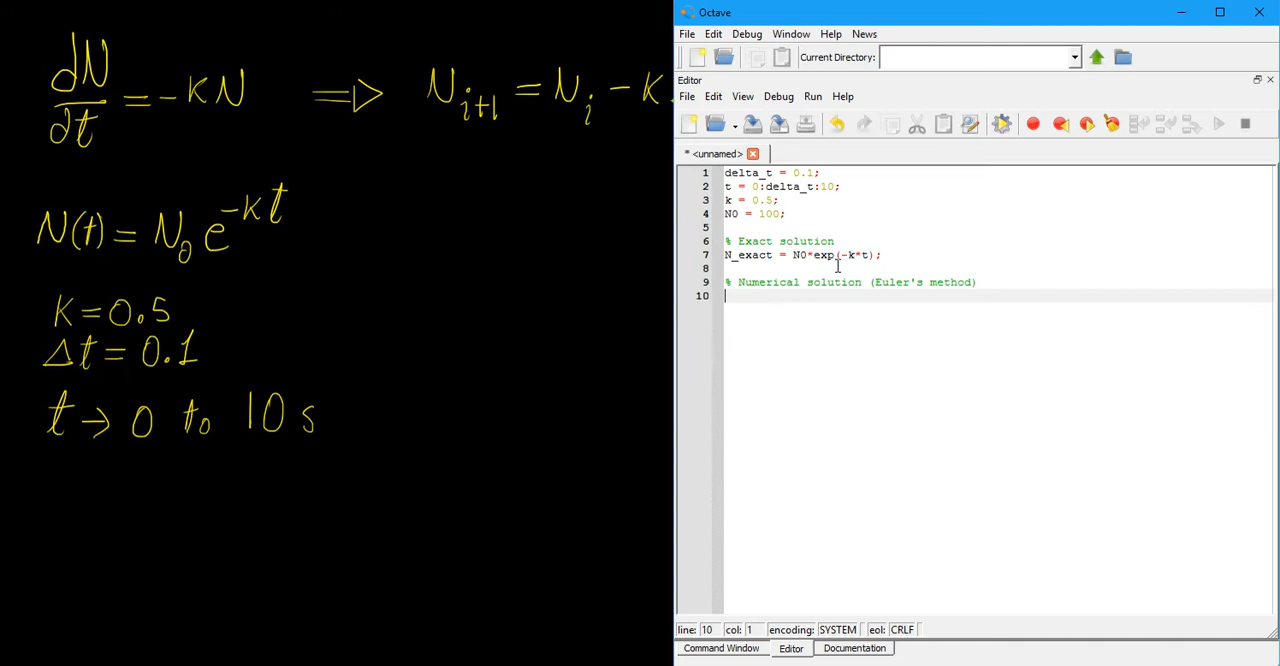 dN/dt = -KN ⟹ N_{i+1} = N_i - K
N(t) = N_0 e^{-Kt}
K = 0.5
Δt = 0.1
t → 0 to 10 s
Octave
File Edit Debug Window Help News
Current Directory:
Editor
File Edit View Debug Run Help
* <unnamed>
1 delta_t = 0.1;
2 t = 0:delta_t:10;
3 k = 0.5;
4 N0 = 100;
5
6 % Exact solution
7 N_exact = N0*exp(-k*t);
8
9 % Numerical solution (Euler's method)
10
line: 10 col: 1 encoding: SYSTEM eol: CRLF
Command Window Editor Documentation